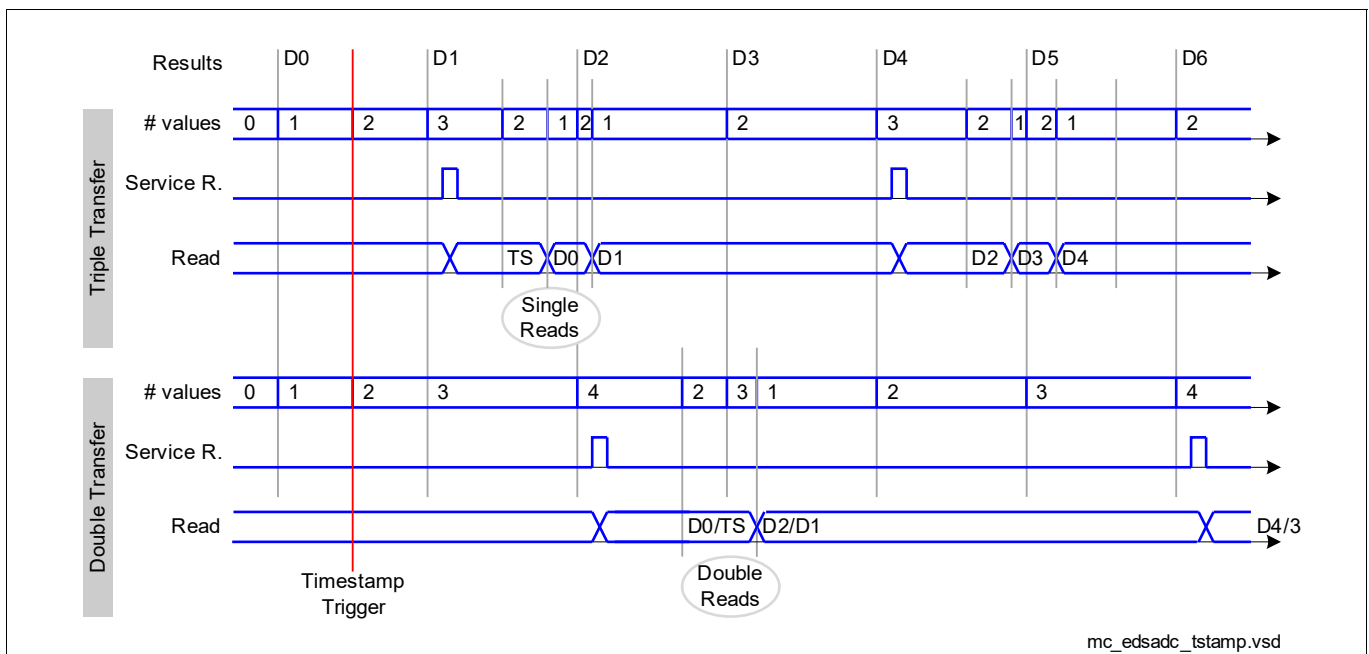 Results D0 D1 D2 D3 D4 D5 D6
Triple Transfer
# values 0 1 2 3 2 1 2 1 2 3 2 1 2 1 2
Service R.
Read TS D0 D1 D2 D3 D4
Single
Reads
Double Transfer
# values 0 1 2 3 4 2 3 1 2 3 4
Service R.
Read D0/TS D2/D1 D4/3
Timestamp
Trigger
Double
Reads
mc_edsadc_tstamp.vsd